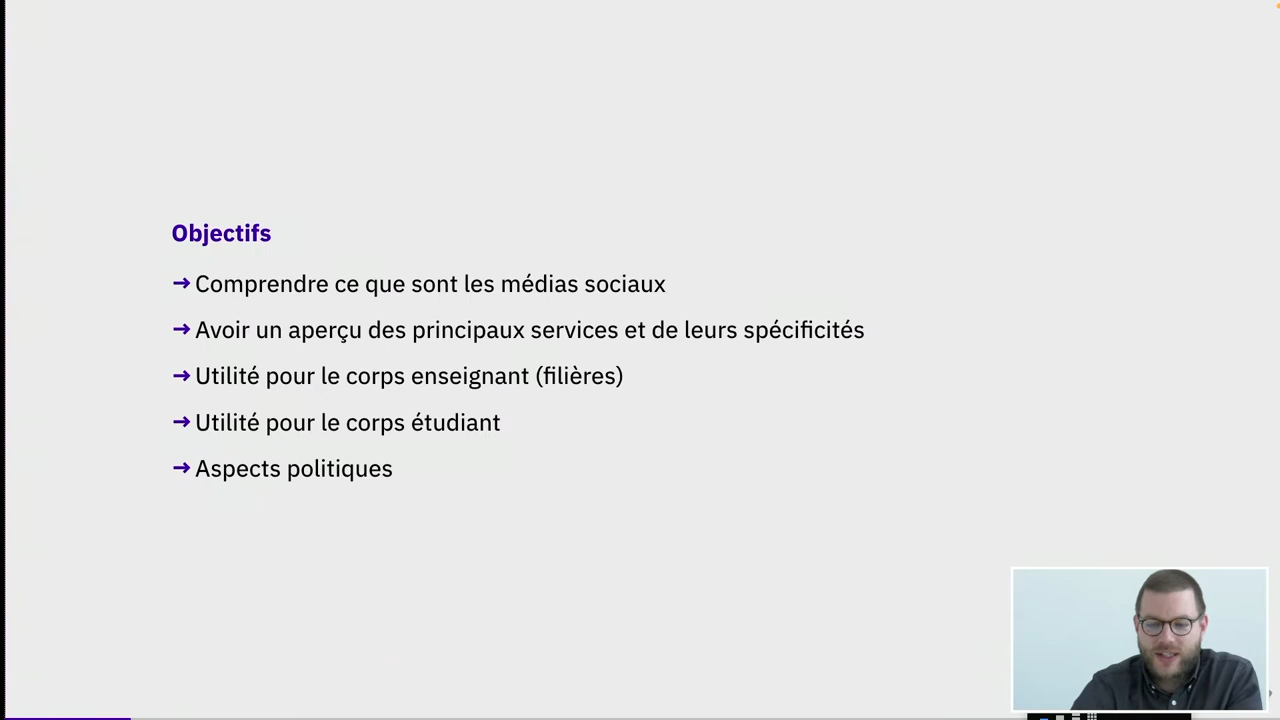 Objectifs
→ Comprendre ce que sont les médias sociaux
→ Avoir un aperçu des principaux services et de leurs spécificités
→ Utilité pour le corps enseignant (filières)
→ Utilité pour le corps étudiant
→ Aspects politiques